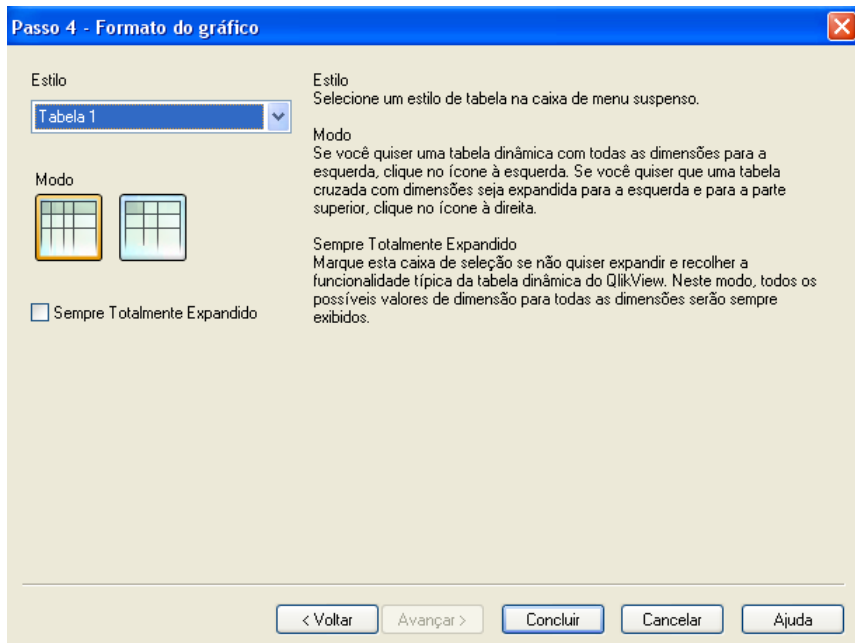 Passo 4 - Formato do gráfico
Estilo
Tabela 1
Modo
Sempre Totalmente Expandido
Estilo
Selecione um estilo de tabela na caixa de menu suspenso.
Modo
Se você quiser uma tabela dinâmica com todas as dimensões para a
esquerda, clique no ícone à esquerda. Se você quiser que uma tabela
cruzada com dimensões seja expandida para a esquerda e para a parte
superior, clique no ícone à direita.
Sempre Totalmente Expandido
Marque esta caixa de seleção se não quiser expandir e recolher a
funcionalidade típica da tabela dinâmica do QlikView. Neste modo, todos os
possíveis valores de dimensão para todas as dimensões serão sempre
exibidos.
< Voltar
Avançar >
Concluir
Cancelar
Ajuda